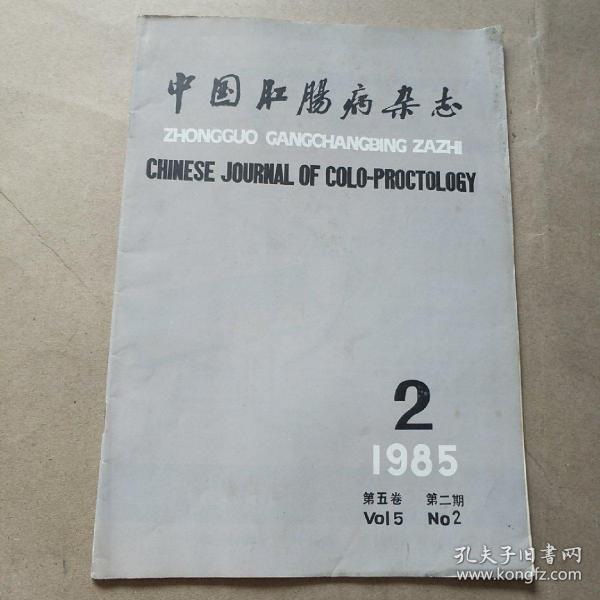 中国肛肠病杂志
ZHONGGUO GANGCHANGBING ZAZHI
CHINESE JOURNAL OF COLO-PROCTOLOGY
2
1985
第五卷 第二期
Vol5 No2
孔夫子旧书网
www.kongfz.com